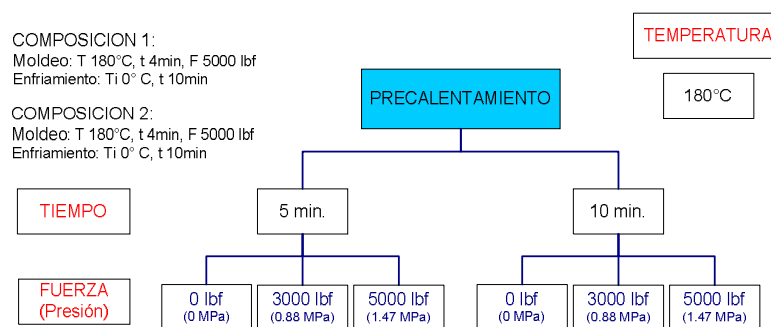 COMPOSICION 1:
Moldeo: T 180°C, t 4min, F 5000 lbf
Enfriamiento: Ti 0° C, t 10min
COMPOSICION 2:
Moldeo: T 180°C, t 4min, F 5000 lbf
Enfriamiento: Ti 0° C, t 10min
TEMPERATURA
180°C
PRECALENTAMIENTO
TIEMPO
5 min.
10 min.
FUERZA
(Presión)
0 lbf
(0 MPa)
3000 lbf
(0.88 MPa)
5000 lbf
(1.47 MPa)
0 lbf
(0 MPa)
3000 lbf
(0.88 MPa)
5000 lbf
(1.47 MPa)